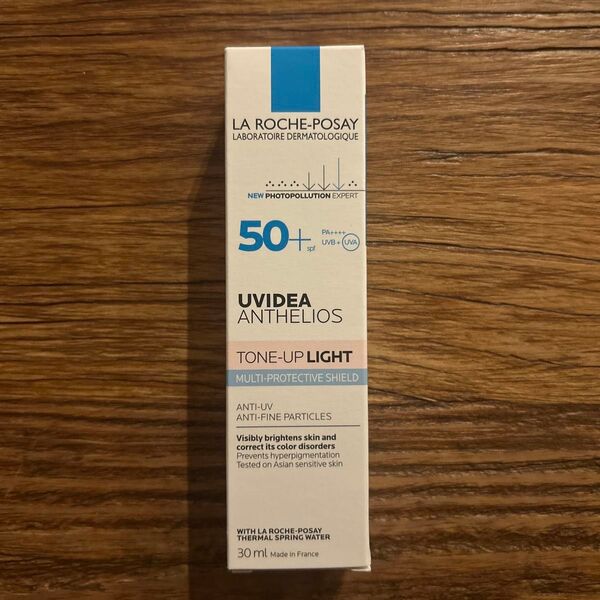 LA ROCHE-POSAY
LABORATOIRE DERMATOLOGIQUE
NEW PHOTOPOLLUTION EXPERT
50+ spf
PA++++
UVB + UVA
UVIDEA
ANTHELIOS
TONE-UP LIGHT
MULTI-PROTECTIVE SHIELD
ANTI-UV
ANTI-FINE PARTICLES
Visibly brightens skin and
correct its color disorders
Prevents hyperpigmentation
Tested on Asian sensitive skin
WITH LA ROCHE-POSAY
THERMAL SPRING WATER
30 ml Made in France